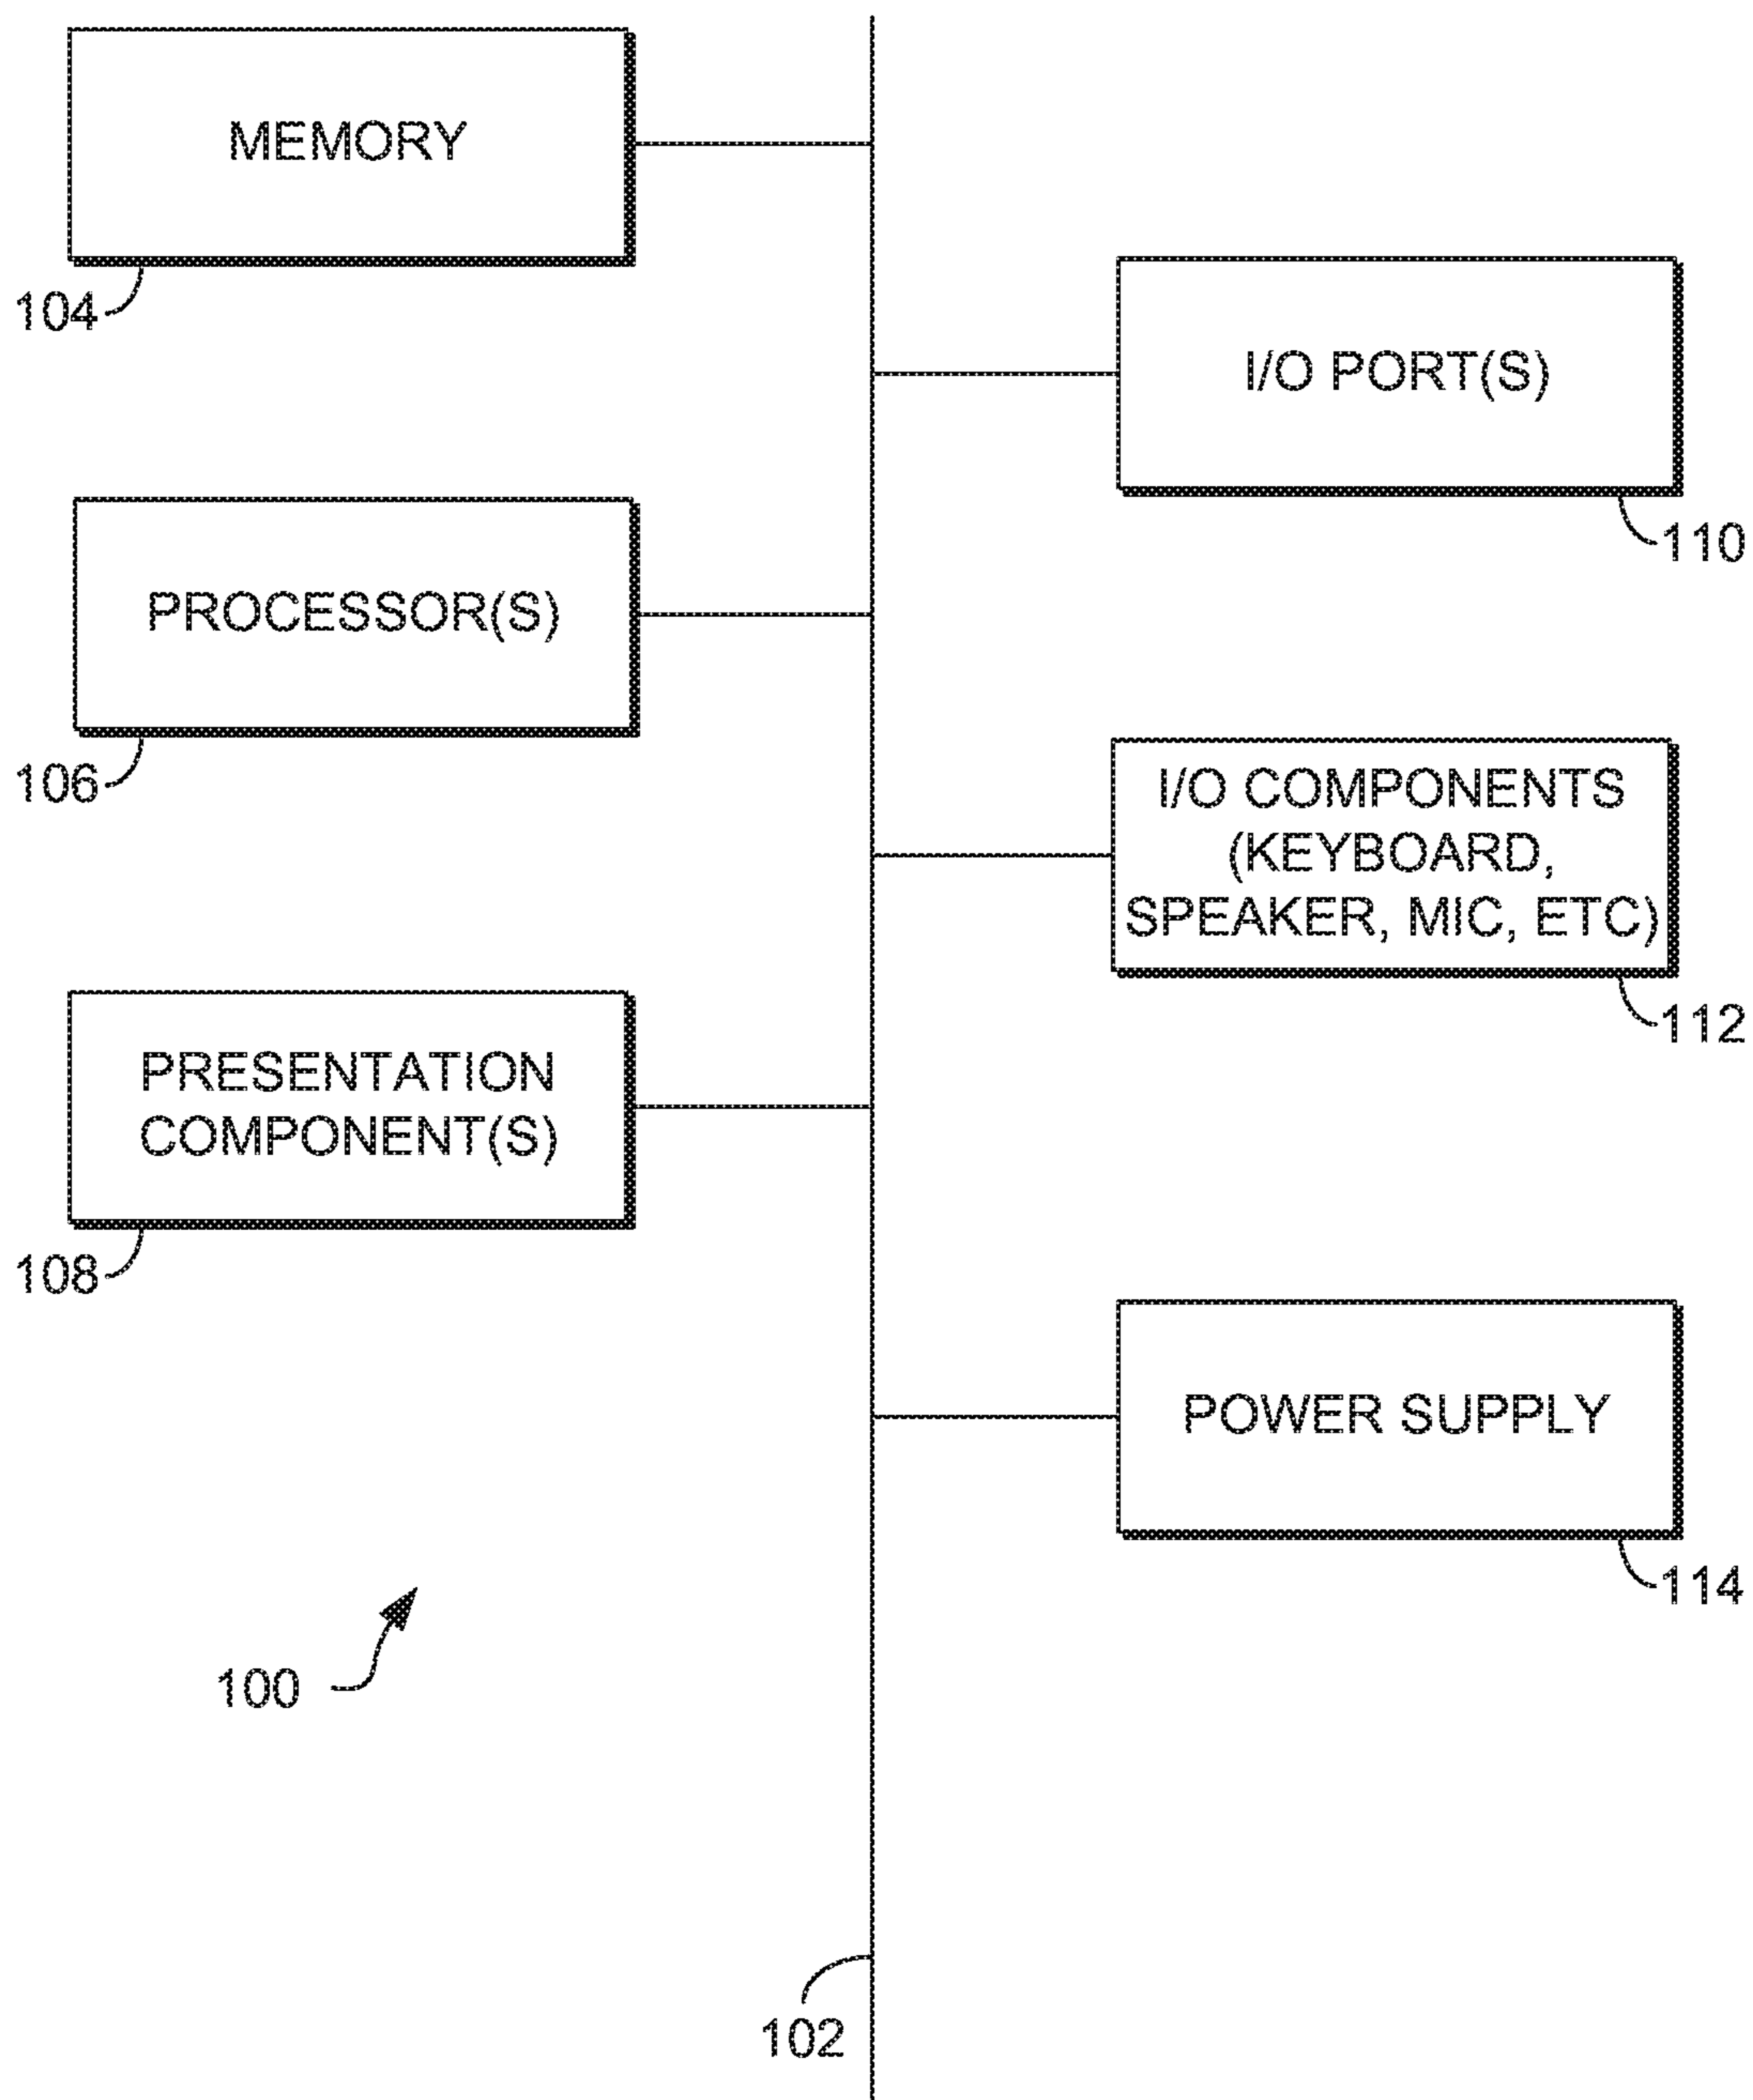 MEMORY
104
I/O PORT(S)
110
PROCESSOR(S)
106
I/O COMPONENTS
(KEYBOARD,
SPEAKER, MIC, ETC)
112
PRESENTATION
COMPONENT(S)
108
POWER SUPPLY
114
100
102